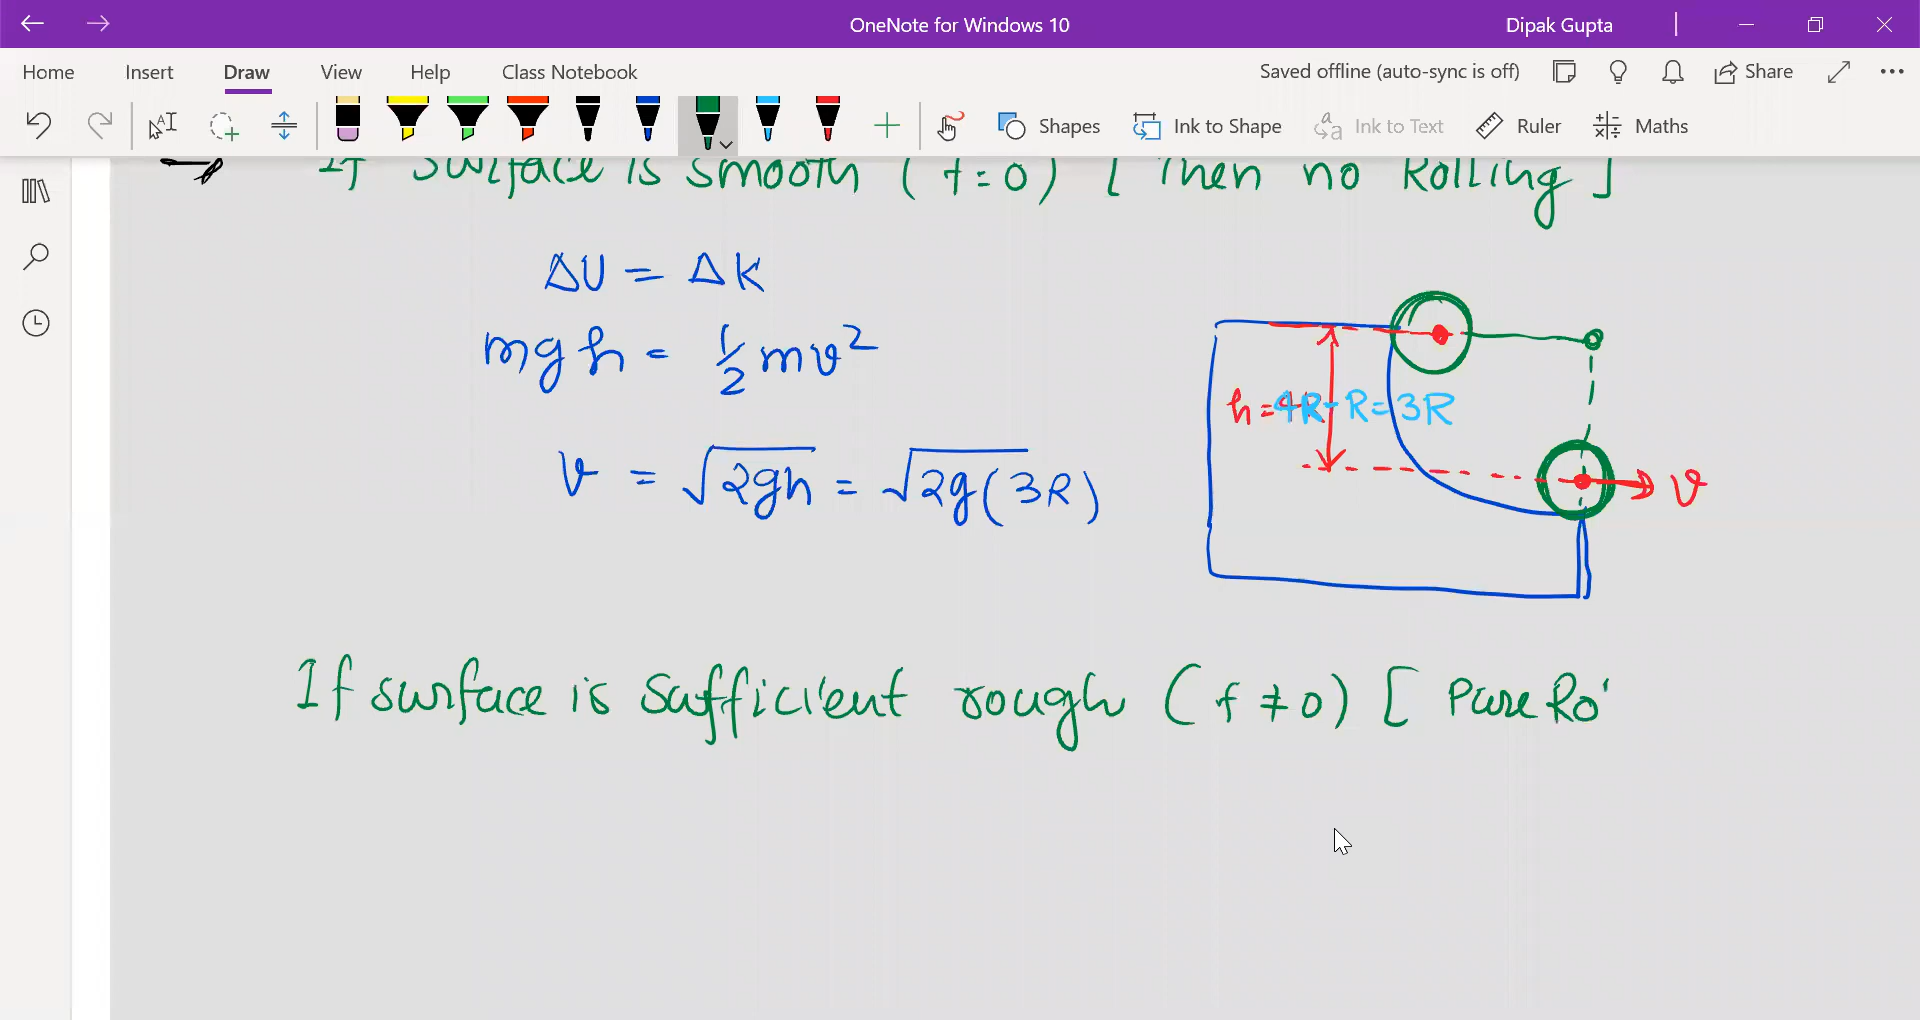 OneNote for Windows 10
Dipak Gupta
Home Insert Draw View Help Class Notebook
Saved offline (auto-sync is off) Share
Shapes Ink to Shape Ink to Text Ruler Maths
If surface is smooth (f=0) [Then no Rolling]
ΔU = ΔK
mgh = 1/2 mv²
h=4R-R=3R
v = √2gh = √2g(3R)
v
If surface is sufficient rough (f≠0) [Pure Ro